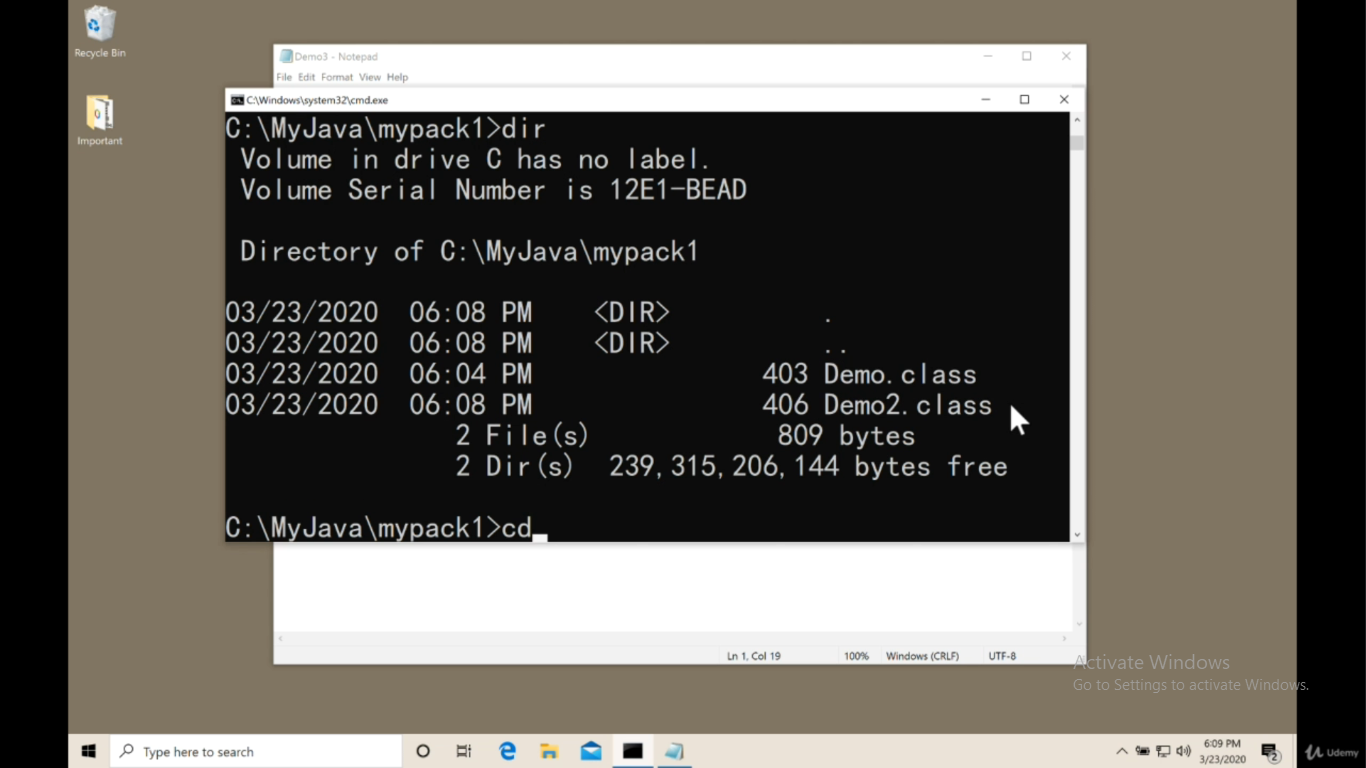 Recycle Bin
Important
Demo3 - Notepad
File Edit Format View Help
C:\Windows\system32\cmd.exe
C:\MyJava\mypack1>dir
Volume in drive C has no label.
Volume Serial Number is 12E1-BEAD
Directory of C:\MyJava\mypack1
03/23/2020 06:08 PM <DIR> .
03/23/2020 06:08 PM <DIR> ..
03/23/2020 06:04 PM 403 Demo.class
03/23/2020 06:08 PM 406 Demo2.class
2 File(s) 809 bytes
2 Dir(s) 239,315,206,144 bytes free
C:\MyJava\mypack1>cd_
Ln 1, Col 19 100% Windows (CRLF) UTF-8
Activate Windows
Go to Settings to activate Windows.
Type here to search
6:09 PM
3/23/2020
2
Udemy